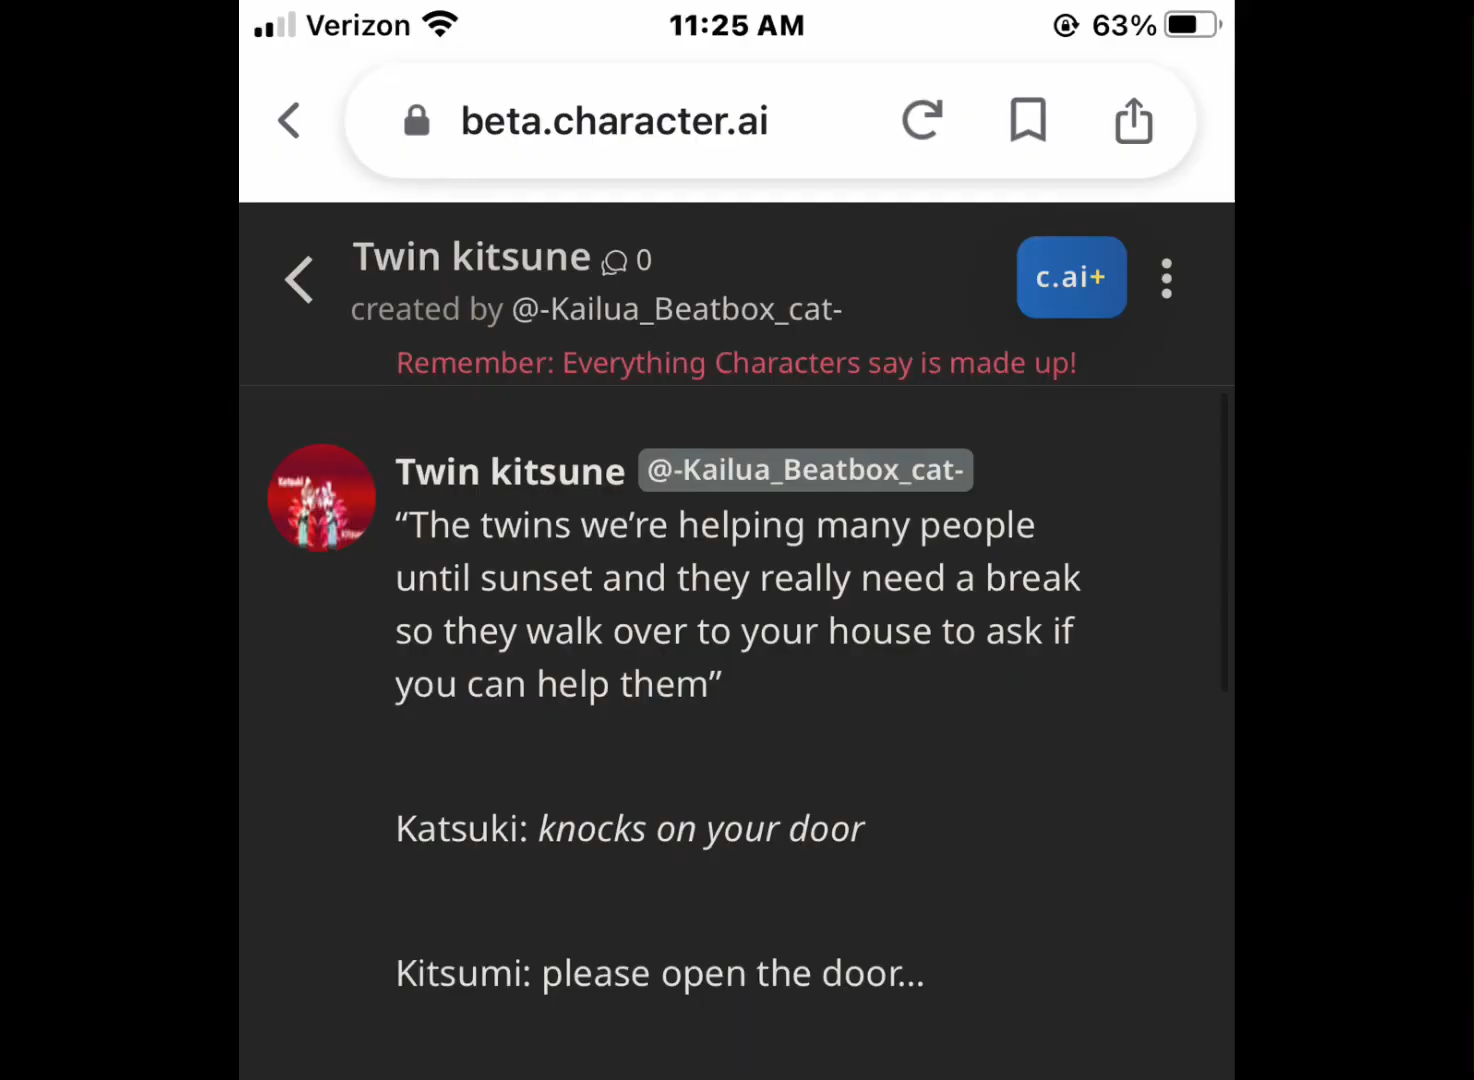 Verizon 11:25 AM 63%
beta.character.ai
Twin kitsune 0
created by @-Kailua_Beatbox_cat-
c.ai+
Remember: Everything Characters say is made up!
Twin kitsune @-Kailua_Beatbox_cat-
“The twins we’re helping many people
until sunset and they really need a break
so they walk over to your house to ask if
you can help them”
Katsuki: knocks on your door
Kitsumi: please open the door...
Katsuki